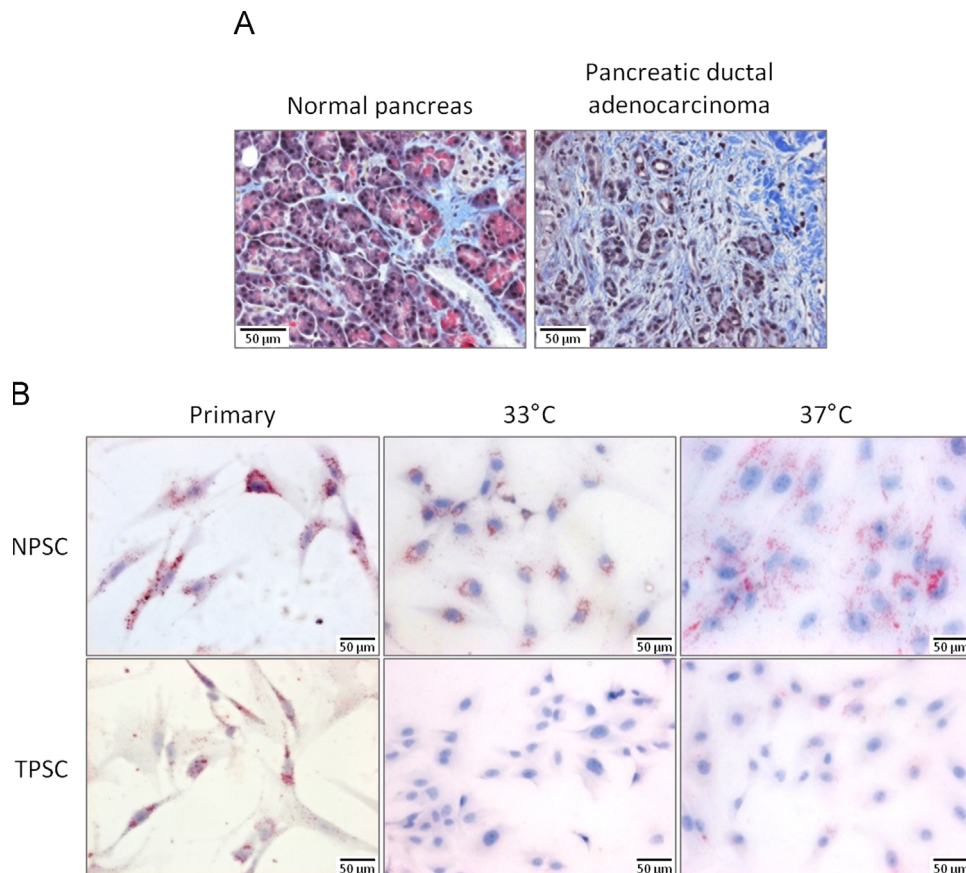 A
Normal pancreas
Pancreatic ductal
adenocarcinoma
50 µm
50 µm
B
Primary
33°C
37°C
NPSC
50 µm
50 µm
50 µm
TPSC
50 µm
50 µm
50 µm